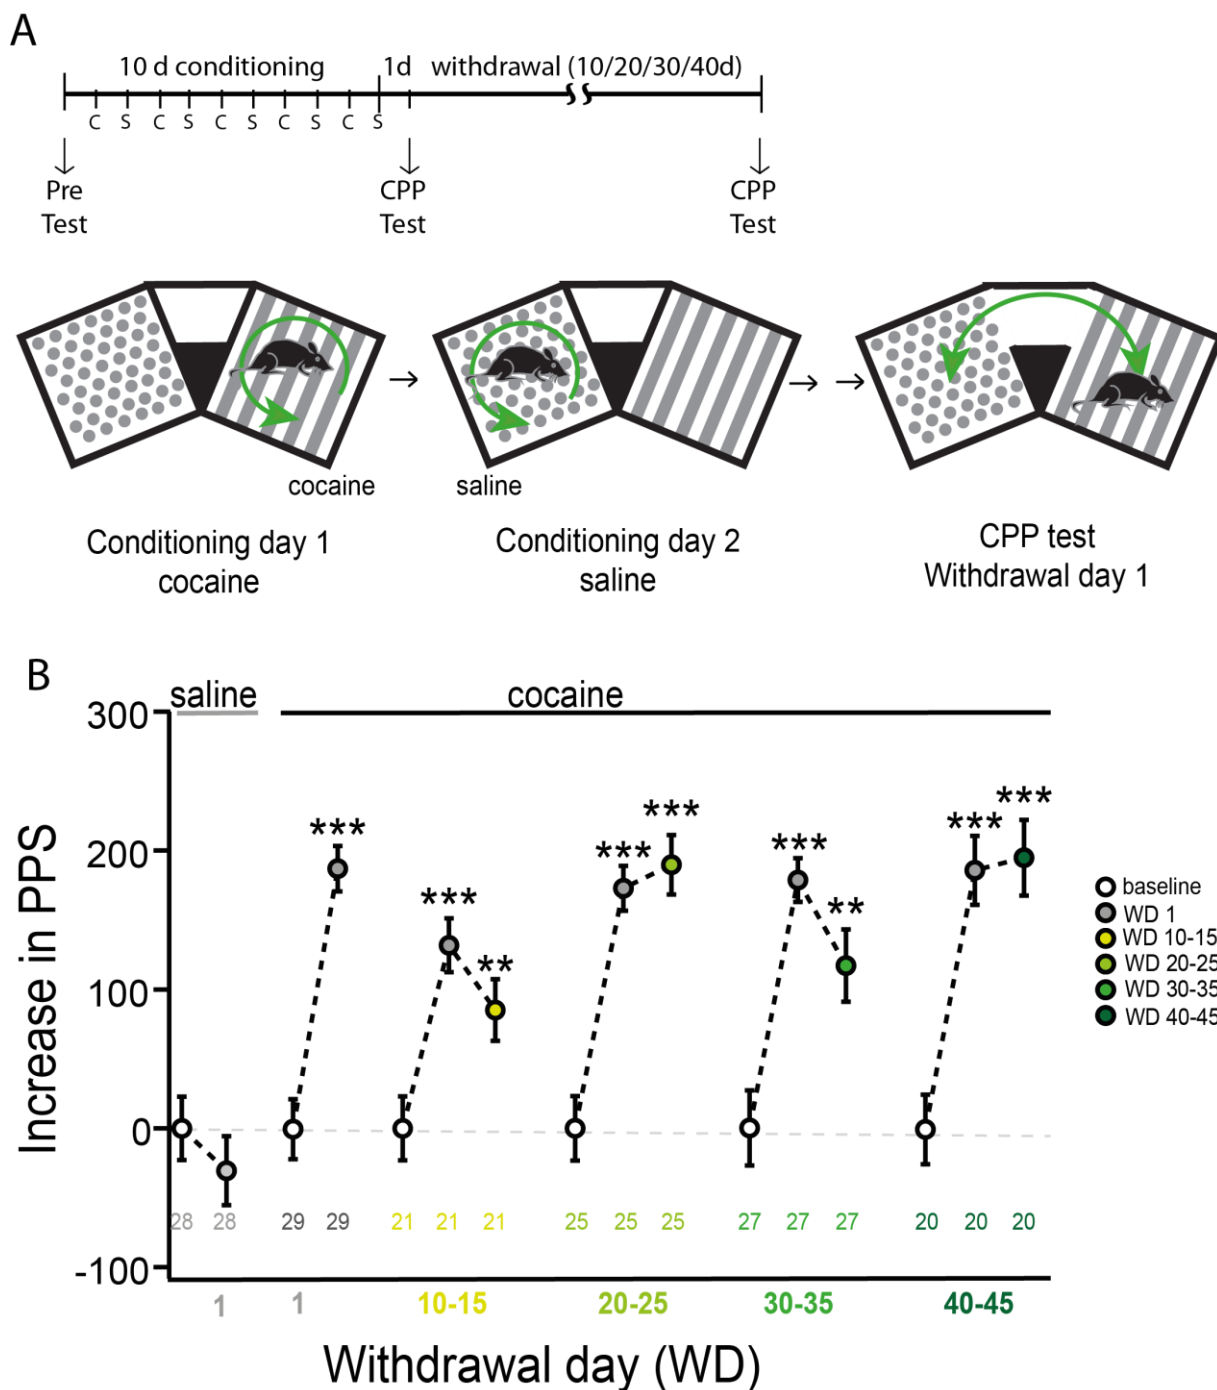 A
10 d conditioning 1d withdrawal (10/20/30/40d)
C S C S C S C S C S
Pre Test
CPP Test
CPP Test
cocaine
saline
Conditioning day 1
cocaine
Conditioning day 2
saline
CPP test
Withdrawal day 1
B
saline
cocaine
Increase in PPS
300
200
100
0
-100
***
***
**
***
***
***
**
***
***
28 28 29 29 21 21 21 25 25 25 27 27 27 20 20 20
1 1 10-15 20-25 30-35 40-45
Withdrawal day (WD)
baseline
WD 1
WD 10-15
WD 20-25
WD 30-35
WD 40-45